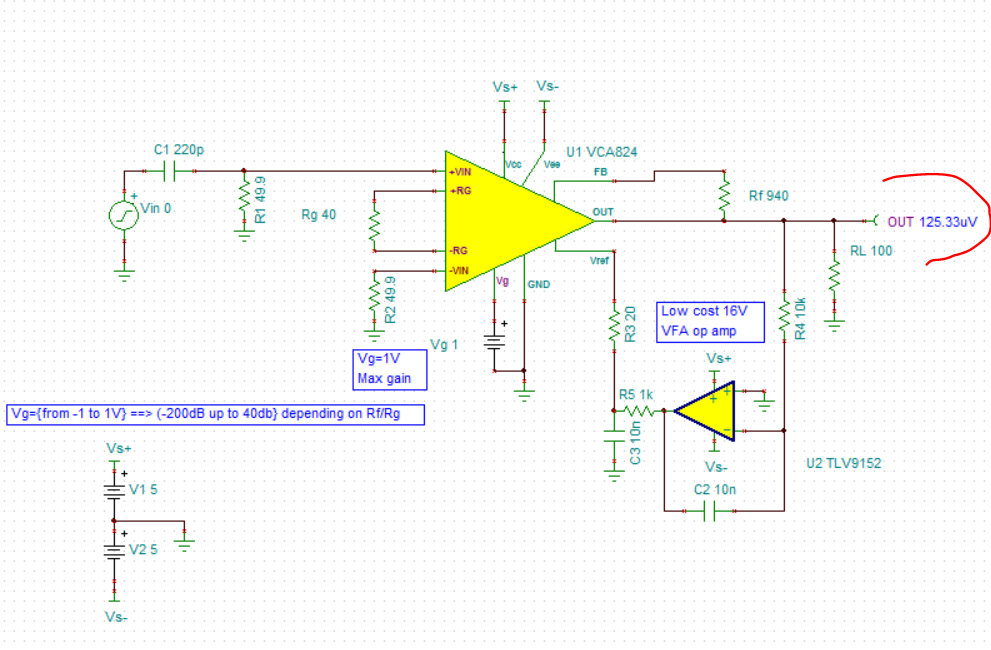 Vs+
Vs-
C1 220p
U1 VCA824
+VIN
Vcc
Vee
FB
+RG
Vin 0
+
R1 49.9
Rg 40
Rf 940
OUT
OUT 125.33uV
-RG
Vref
RL 100
-VIN
Vg
GND
R2 49.9
+
Vg 1
R3 20
R4 10k
Low cost 16V
VFA op amp
Vg=1V
Max gain
Vs+
R5 1k
+
+
-
Vg={from -1 to 1V} ==> (-200dB up to 40db) depending on Rf/Rg
C3 10n
Vs-
U2 TLV9152
Vs+
+
V1 5
C2 10n
+
V2 5
Vs-